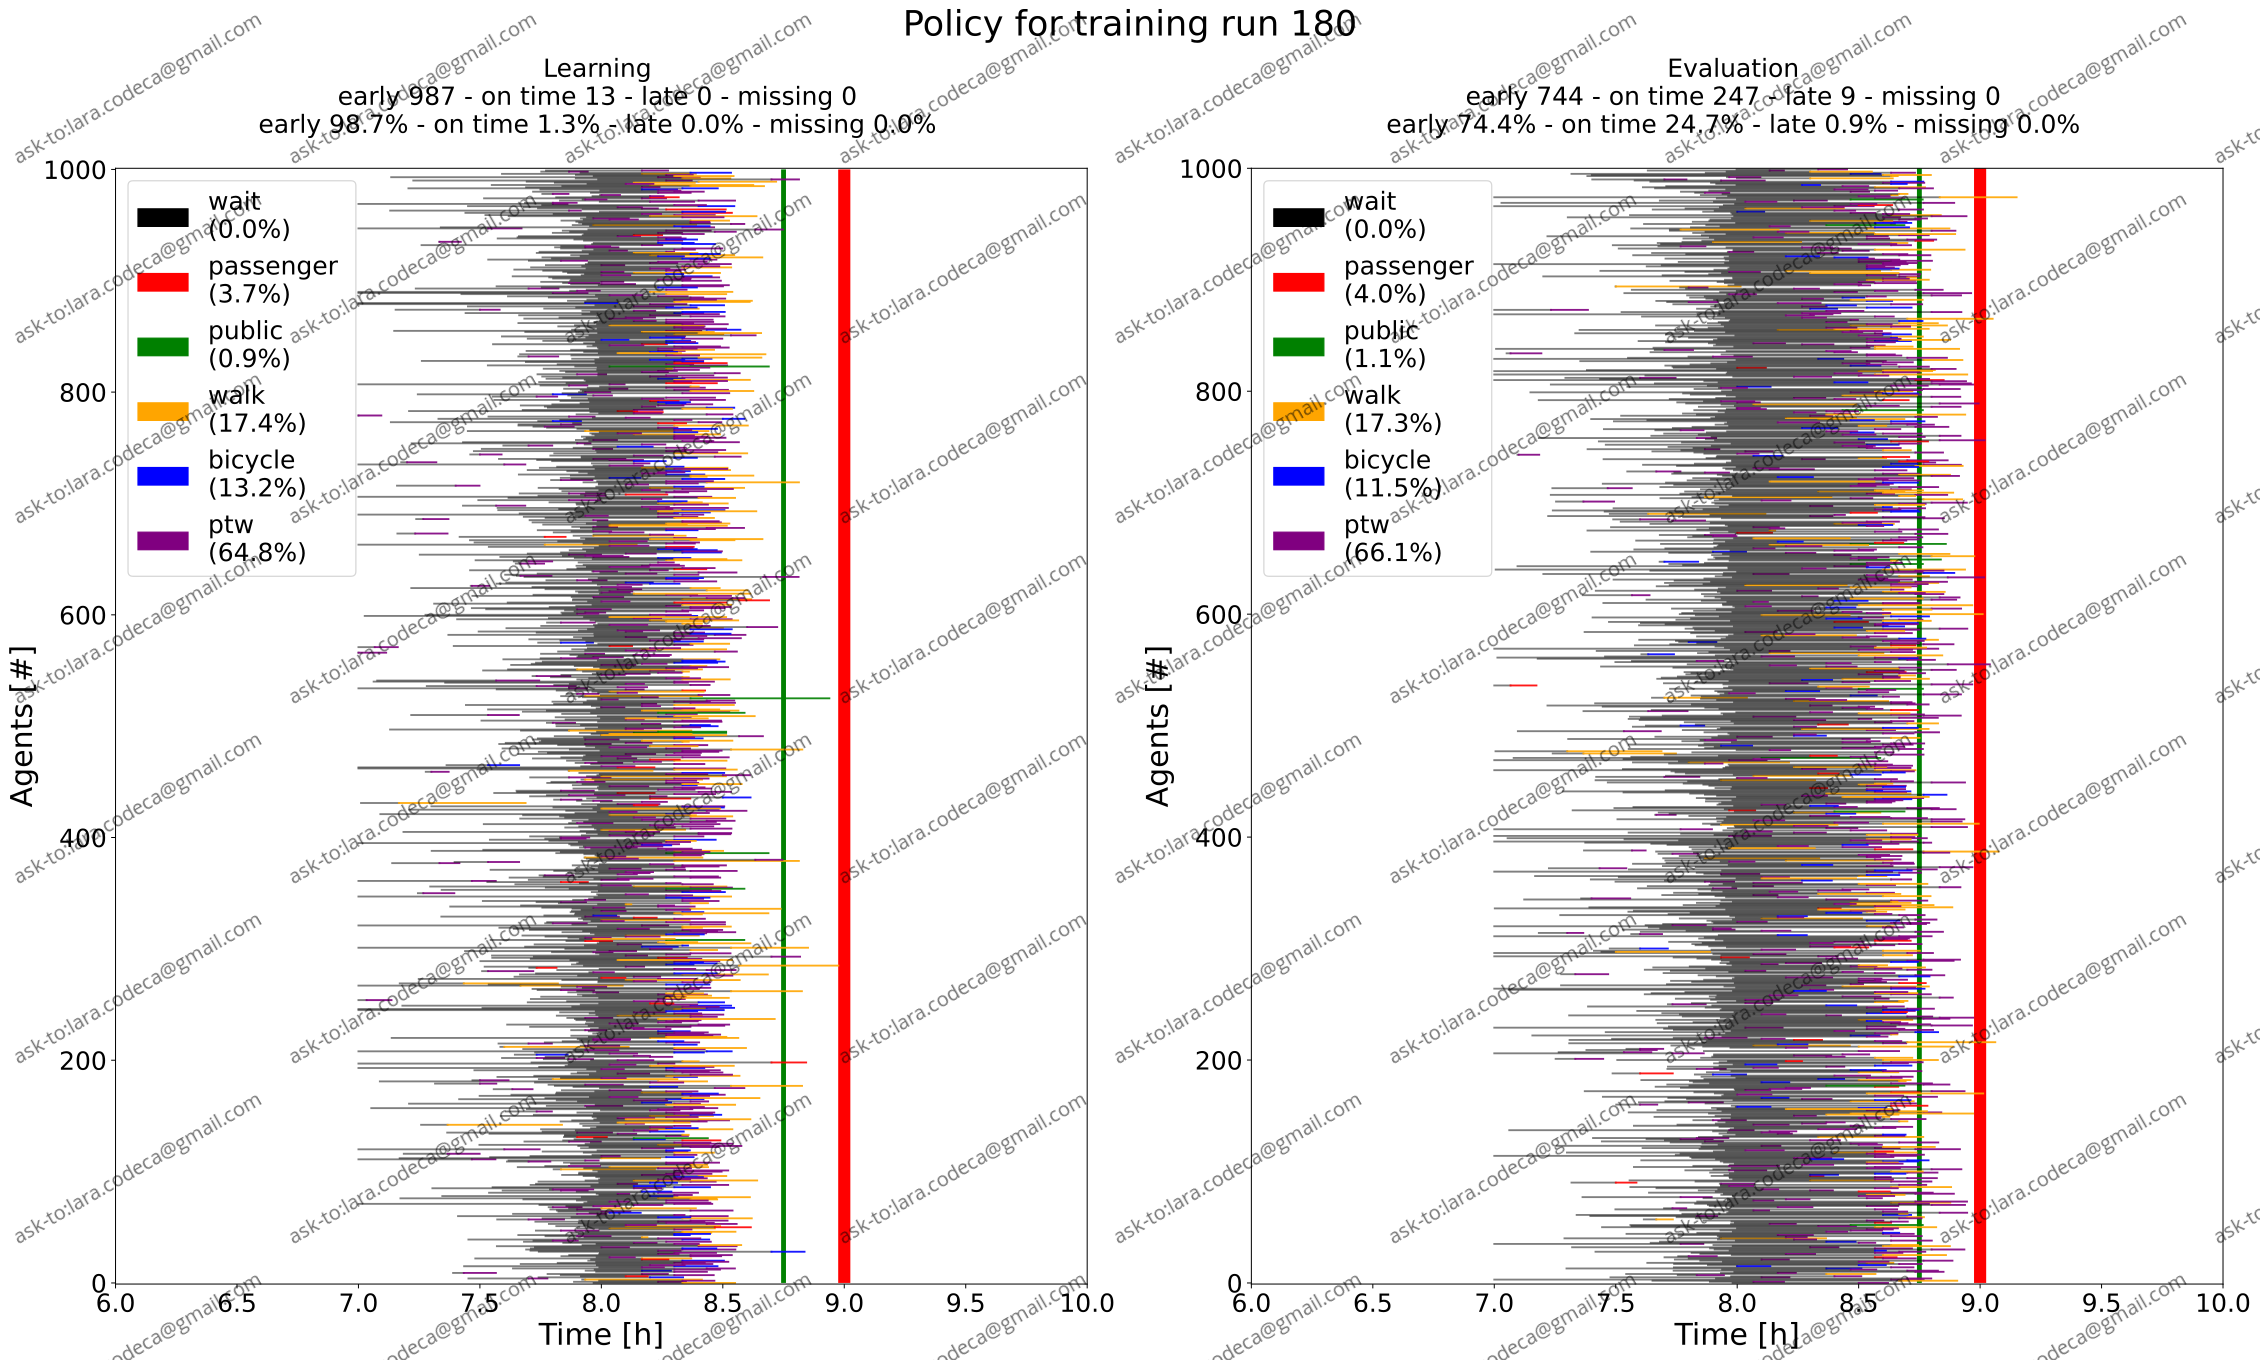 Policy for training run 180
Learning
early 987 - on time 13 - late 0 - missing 0
early 98.7% - on time 1.3% - late 0.0% - missing 0.0%
1000
800
600
400
200
0
Agents [#]
wait
(0.0%)
passenger
(3.7%)
public
(0.9%)
walk
(17.4%)
bicycle
(13.2%)
ptw
(64.8%)
6.0 6.5 7.0 7.5 8.0 8.5 9.0 9.5 10.0
Time [h]
Evaluation
early 744 - on time 247 - late 9 - missing 0
early 74.4% - on time 24.7% - late 0.9% - missing 0.0%
1000
800
600
400
200
0
Agents [#]
wait
(0.0%)
passenger
(4.0%)
public
(1.1%)
walk
(17.3%)
bicycle
(11.5%)
ptw
(66.1%)
6.0 6.5 7.0 7.5 8.0 8.5 9.0 9.5 10.0
Time [h]
ask-to:lara.codeca@gmail.com